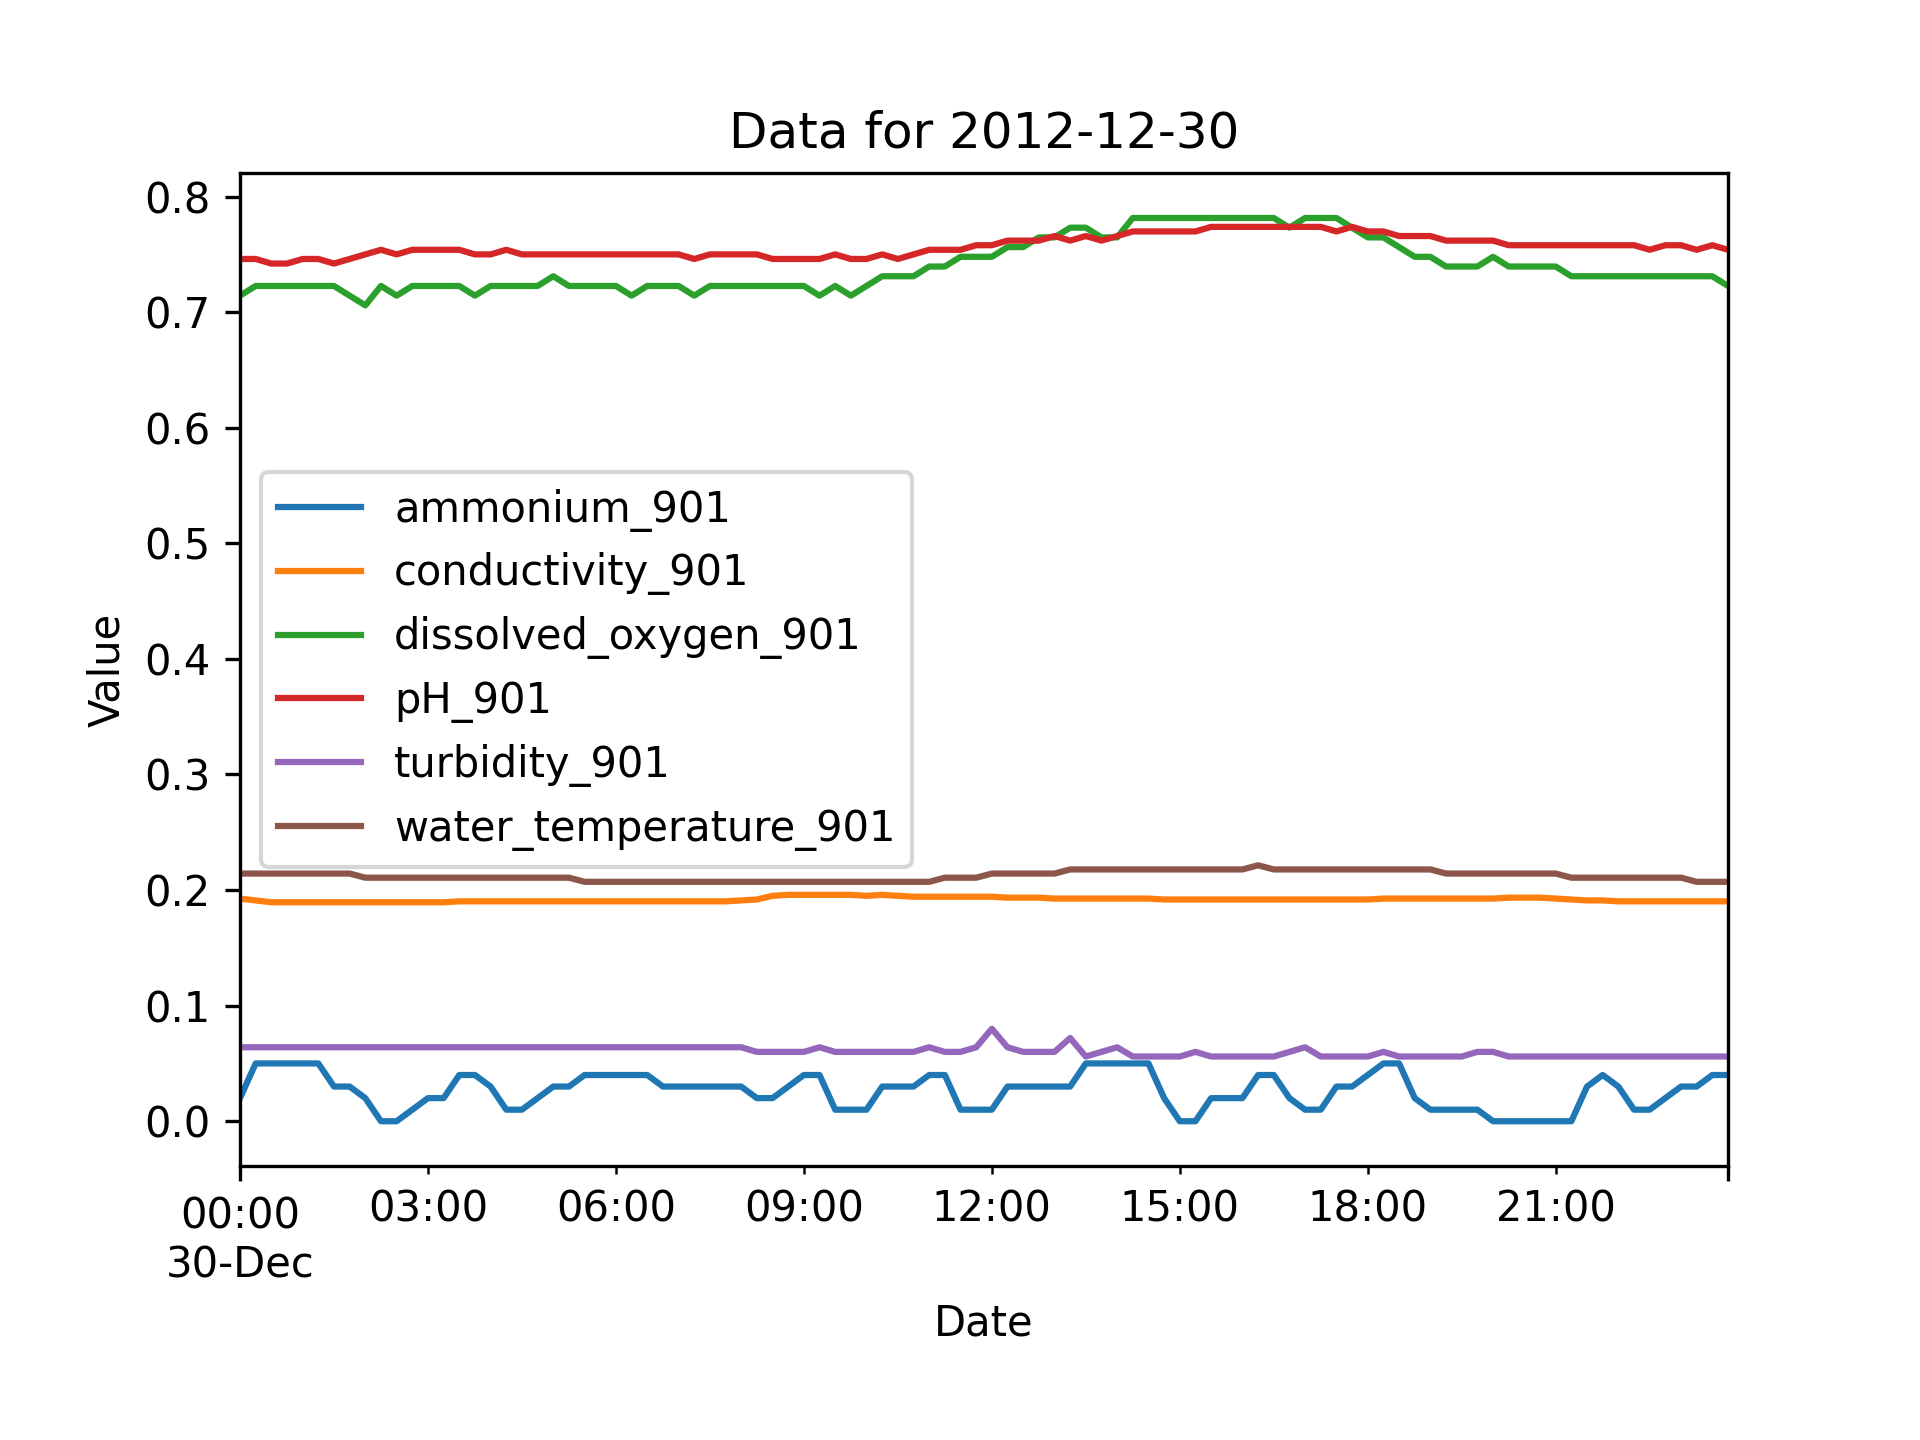 Data for 2012-12-30
0.8
0.7
0.6
0.5
0.4
0.3
0.2
0.1
0.0
Value
ammonium_901
conductivity_901
dissolved_oxygen_901
pH_901
turbidity_901
water_temperature_901
00:00 03:00 06:00 09:00 12:00 15:00 18:00 21:00
30-Dec
Date